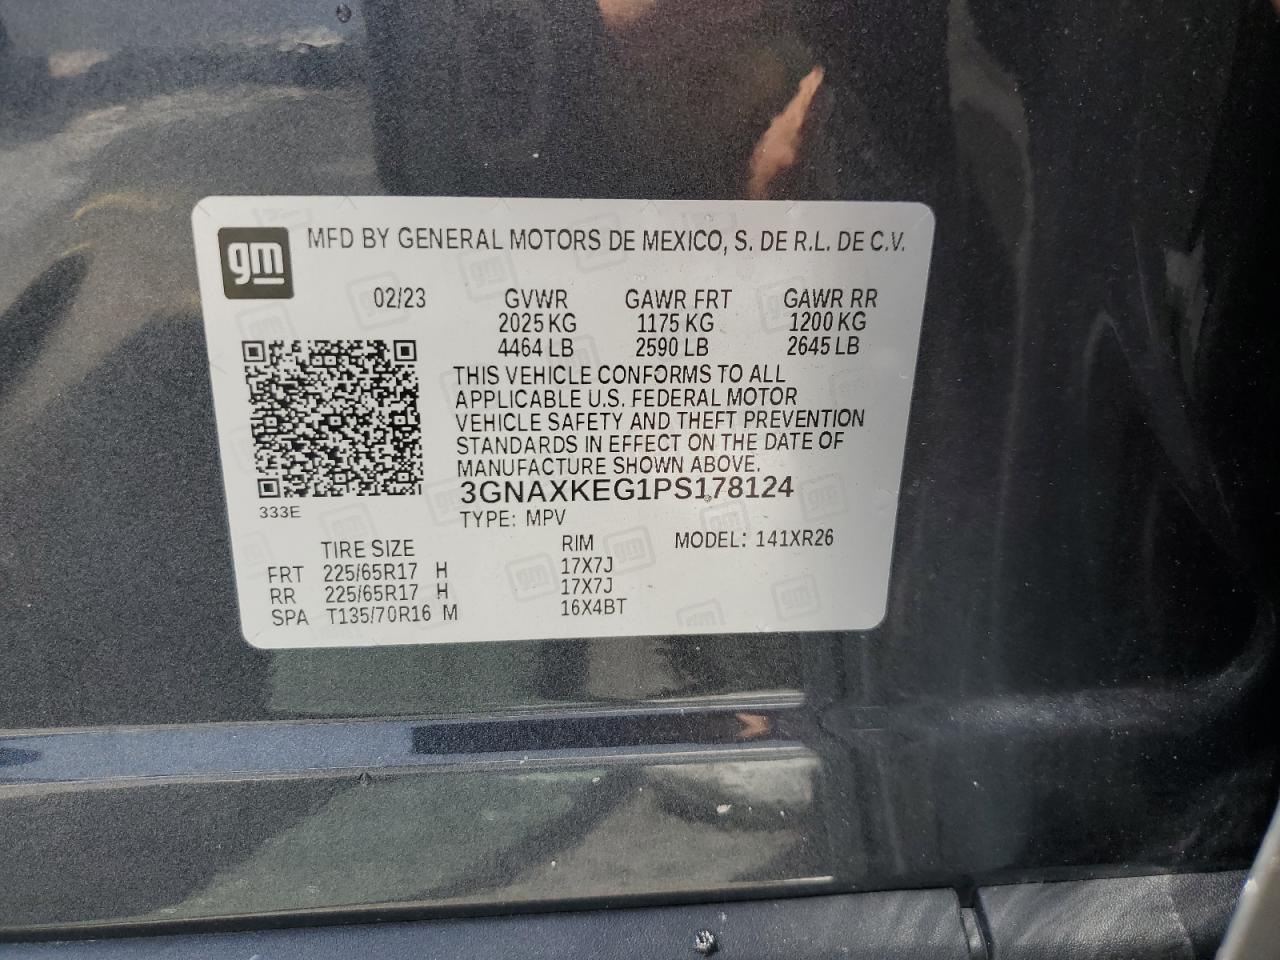 gm MFD BY GENERAL MOTORS DE MEXICO, S. DE R.L. DE C.V.
02/23 GVWR GAWR FRT GAWR RR
2025 KG 1175 KG 1200 KG
4464 LB 2590 LB 2645 LB
THIS VEHICLE CONFORMS TO ALL
APPLICABLE U.S. FEDERAL MOTOR
VEHICLE SAFETY AND THEFT PREVENTION
STANDARDS IN EFFECT ON THE DATE OF
MANUFACTURE SHOWN ABOVE.
3GNAXKEG1PS178124
333E TYPE: MPV
TIRE SIZE RIM MODEL: 141XR26
FRT 225/65R17 H 17X7J
RR 225/65R17 H 17X7J
SPA T135/70R16 M 16X4BT